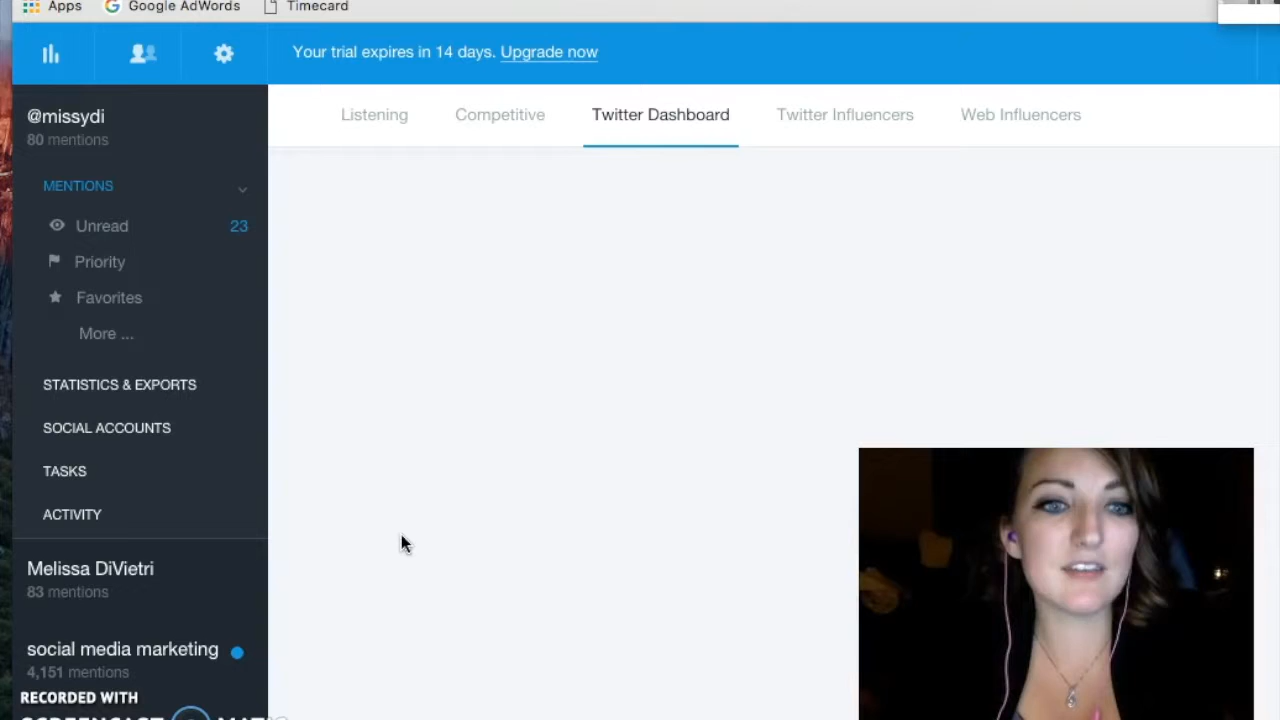 Apps Google AdWords Timecard
Your trial expires in 14 days. Upgrade now
@missydi
80 mentions
Listening Competitive Twitter Dashboard Twitter Influencers Web Influencers
MENTIONS
Unread 23
Priority
Favorites
More ...
STATISTICS & EXPORTS
SOCIAL ACCOUNTS
TASKS
ACTIVITY
Melissa DiVietri
83 mentions
social media marketing
4,151 mentions
RECORDED WITH